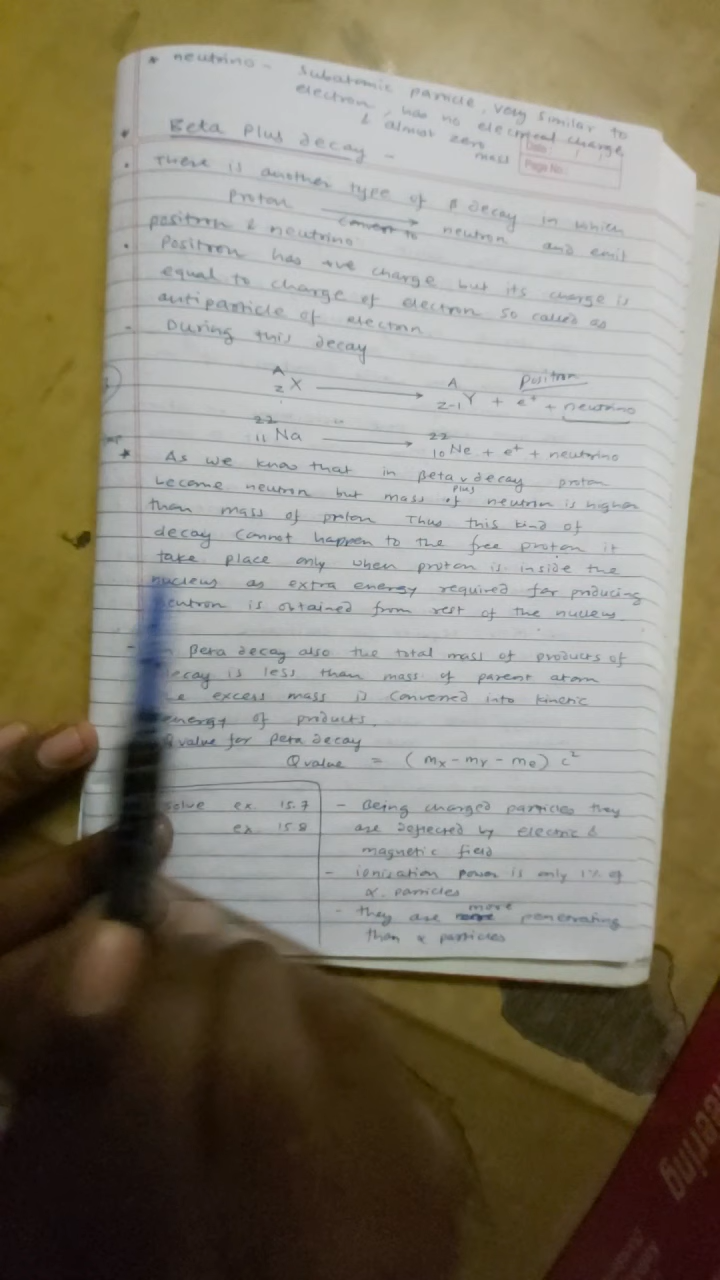 * neutrino - Subatomic particle, very similar to
electron, has no electrical charge
& almost zero
mass
Date:
Page No.:
Beta plus decay -
There is another type of β decay in which
proton convert to neutron and emit
positron & neutrino
Positron has +ve charge but its charge is
equal to charge of electron so called as
antiparticle of electron
- During this decay
A Z X → A Z-1 Y + e+ + neutrino
positron
22 11 Na → 22 10 Ne + e+ + neutrino
* As we know that in Beta plus decay proton
become neutron but mass of neutron is higher
than mass of proton Thus this kind of
decay cannot happen to the free proton it
take place only when proton is inside the
nucleus as extra energy required for producing
neutron is obtained from rest of the nucleus
Beta decay also the total mass of products of
decay is less than mass of parent atom
excess mass is converted into kinetic
energy of products.
Q value for Beta decay
Q value = (mx - my - me) c²
solve ex 15.7
ex 15.8
- Being charged particles they
are deflected by electric &
magnetic field
- ionisation power is only 1% of
α. particles
- they are more penetrating
than α particles